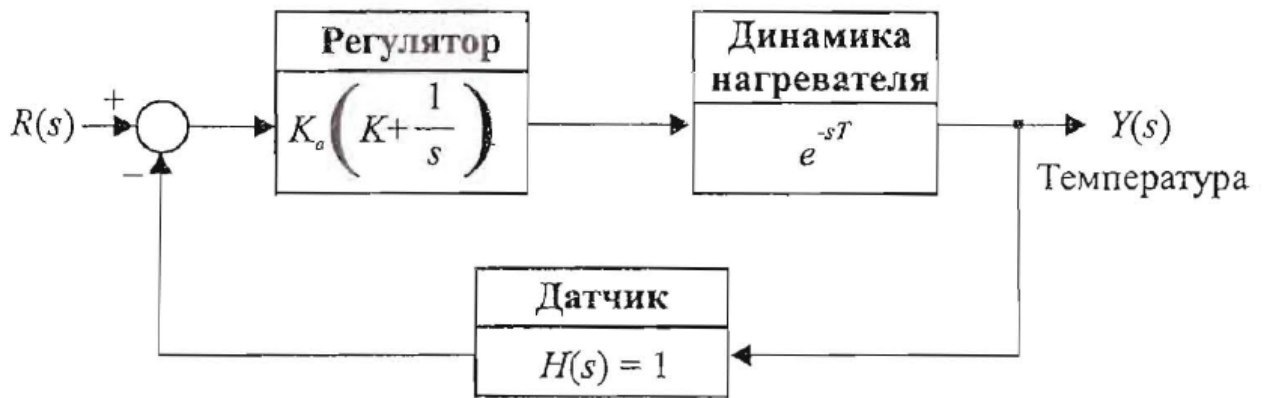 Регулятор
Динамика
нагревателя
R(s)
+
−
K_a(K+1/s)
e^{-sT}
Y(s)
Температура
Датчик
H(s) = 1